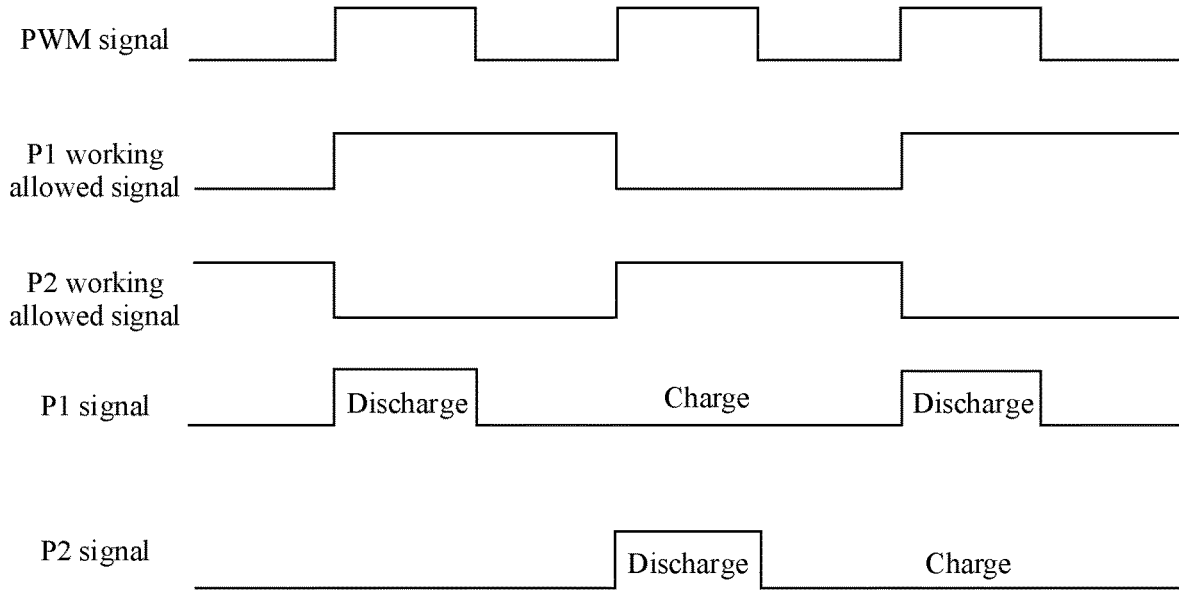 PWM signal
P1 working
allowed signal
P2 working
allowed signal
P1 signal
Discharge
Charge
Discharge
P2 signal
Discharge
Charge